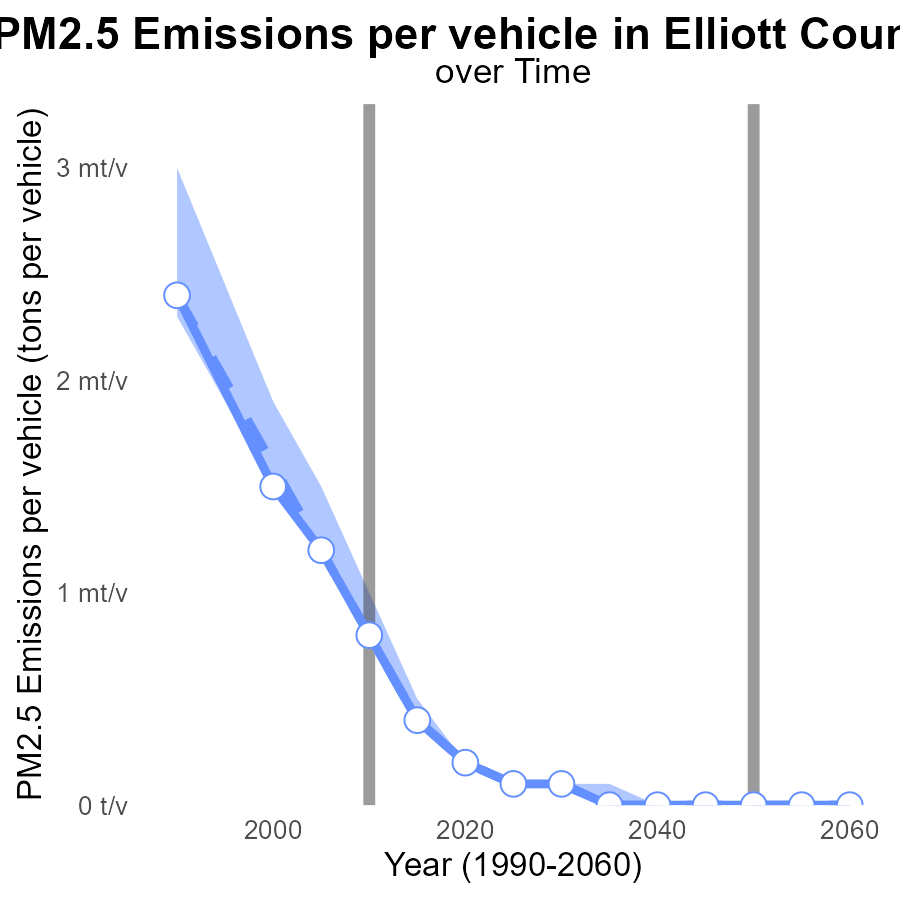 PM2.5 Emissions per vehicle in Elliott Coun
over Time
PM2.5 Emissions per vehicle (tons per vehicle)
3 mt/v
2 mt/v
1 mt/v
0 t/v
2000 2020 2040 2060
Year (1990-2060)